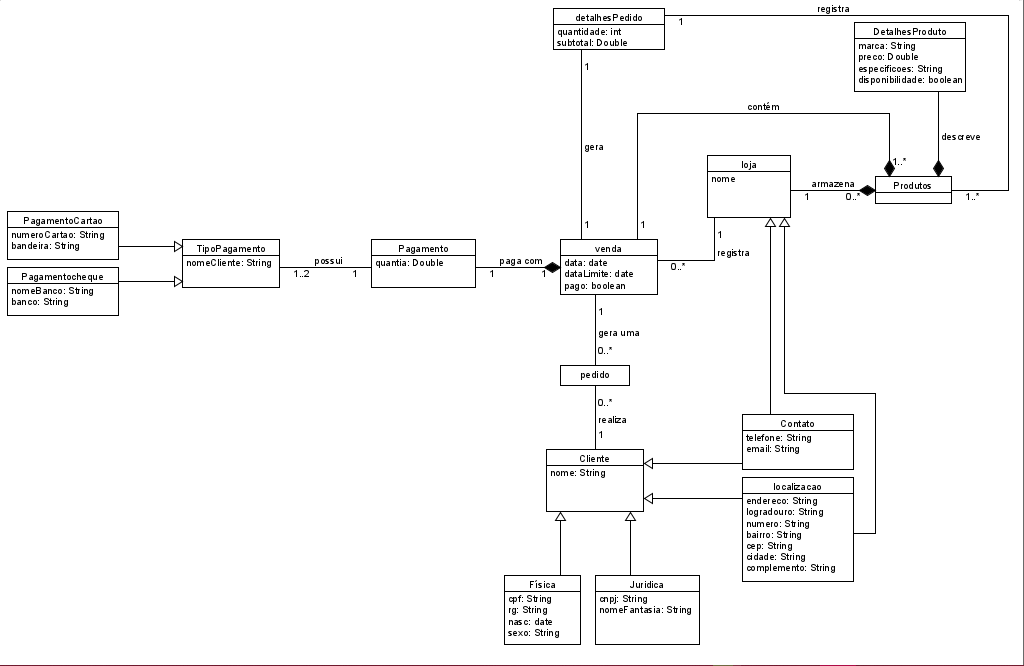 registra
detalhesPedido
1
quantidade: int
subtotal: Double
DetalhesProduto
marca: String
preco: Double
especificoes: String
disponibilidade: boolean
1
contém
descreve
gera
1..*
loja
nome
armazena
Produtos
1
0..*
1..*
PagamentoCartao
numeroCartao: String
bandeira: String
1
1
1
registra
TipoPagamento
nomeCliente: String
Pagamento
quantia: Double
venda
data: date
dataLimite: date
pago: boolean
possui
paga com
1..2
1
1
1
0..*
Pagamentocheque
nomeBanco: String
banco: String
1
gera uma
0..*
pedido
0..*
realiza
1
Contato
telefone: String
email: String
Cliente
nome: String
localizacao
endereco: String
logradouro: String
numero: String
bairro: String
cep: String
cidade: String
complemento: String
Física
cpf: String
rg: String
nasc: date
sexo: String
Juridica
cnpj: String
nomeFantasia: String